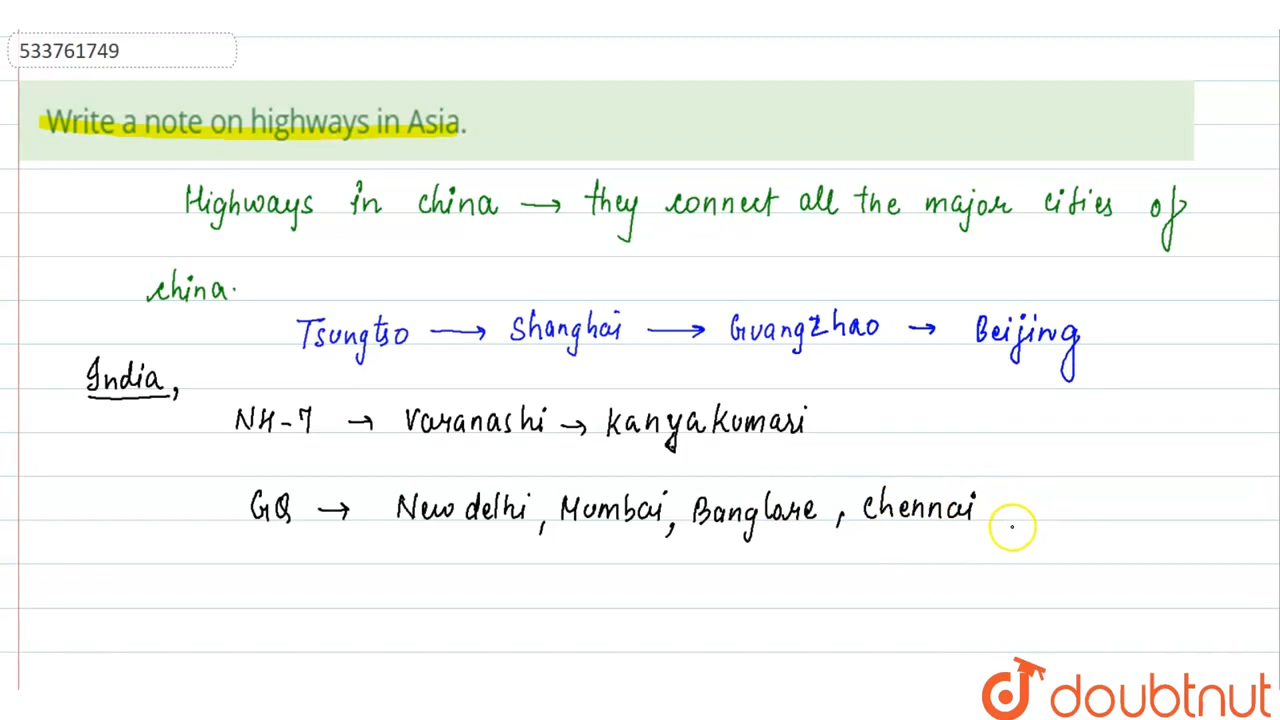 533761749
Write a note on highways in Asia.
Highways in china → they connect all the major cities of
china.
Tsungtso → Shanghai → Guangzhao → Beijing
India,
NH-7 → Varanashi → Kanyakumari
GQ → New delhi, Mumbai, Banglore, Chennai
doubtnut